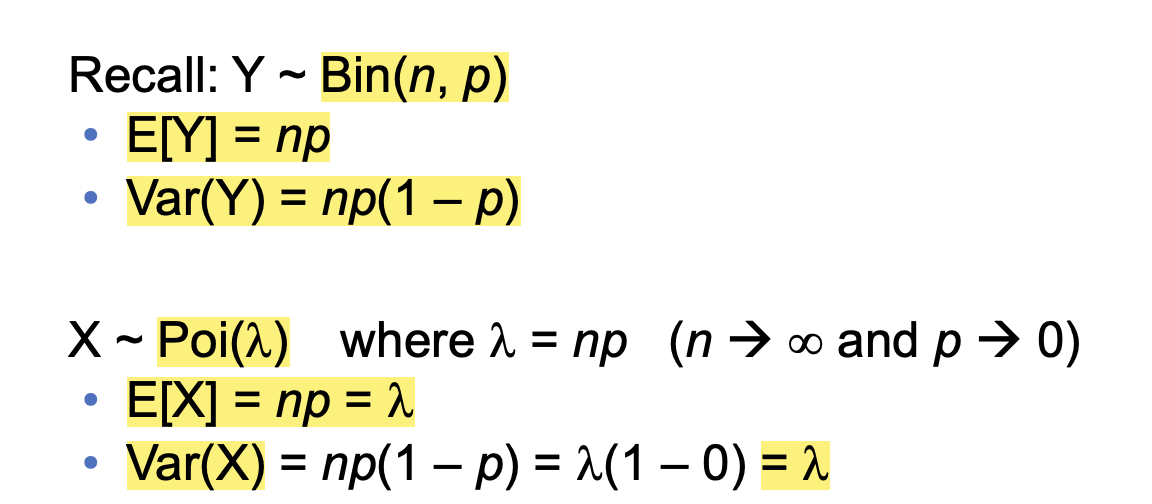 Recall: Y ~ Bin(n, p)
• E[Y] = np
• Var(Y) = np(1 – p)
X ~ Poi(λ) where λ = np (n → ∞ and p → 0)
• E[X] = np = λ
• Var(X) = np(1 – p) = λ(1 – 0) = λ